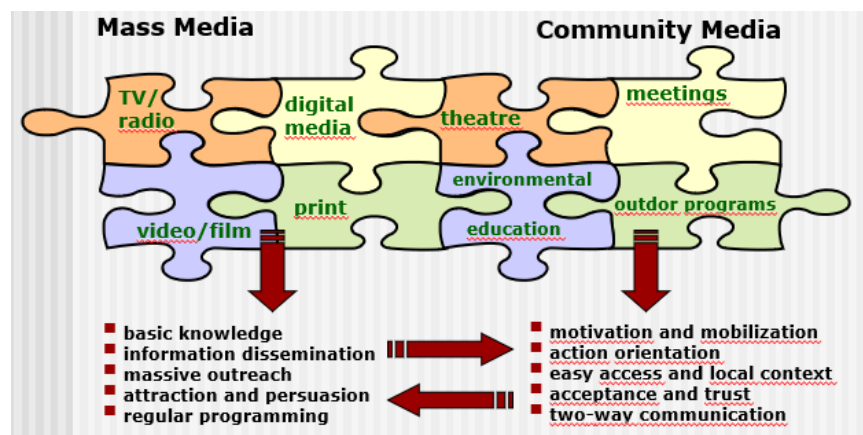 Mass Media
Community Media
TV/
radio
digital
media
theatre
meetings
video/film
print
environmental
education
outdor programs
basic knowledge
information dissemination
massive outreach
attraction and persuasion
regular programming
motivation and mobilization
action orientation
easy access and local context
acceptance and trust
two-way communication